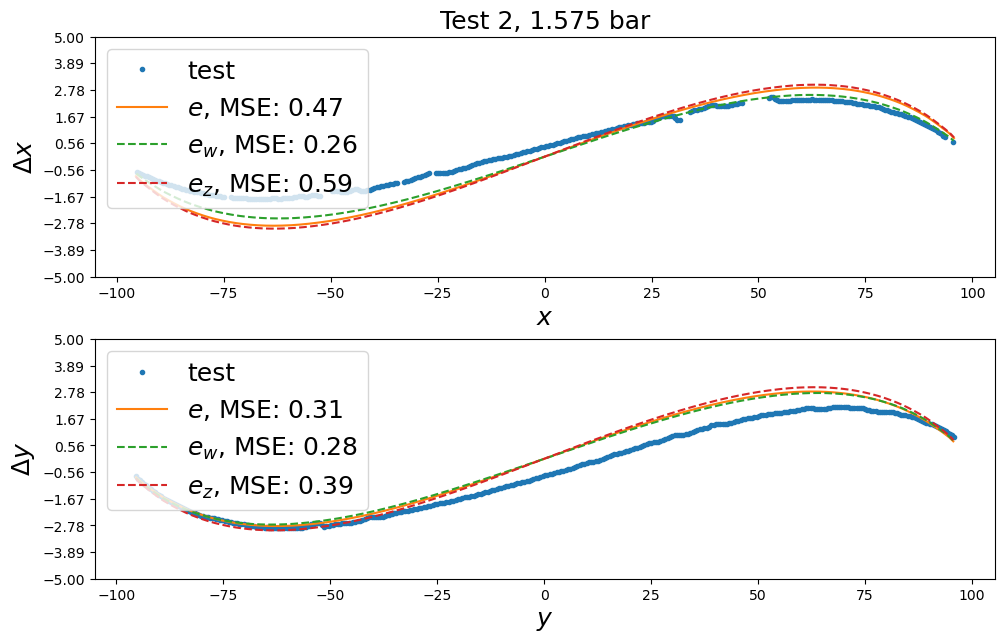 Test 2, 1.575 bar
Δx
5.00
3.89
2.78
1.67
0.56
−0.56
−1.67
−2.78
−3.89
−5.00
test
e, MSE: 0.47
e_w, MSE: 0.26
e_z, MSE: 0.59
−100 −75 −50 −25 0 25 50 75 100
x
Δy
5.00
3.89
2.78
1.67
0.56
−0.56
−1.67
−2.78
−3.89
−5.00
test
e, MSE: 0.31
e_w, MSE: 0.28
e_z, MSE: 0.39
−100 −75 −50 −25 0 25 50 75 100
y